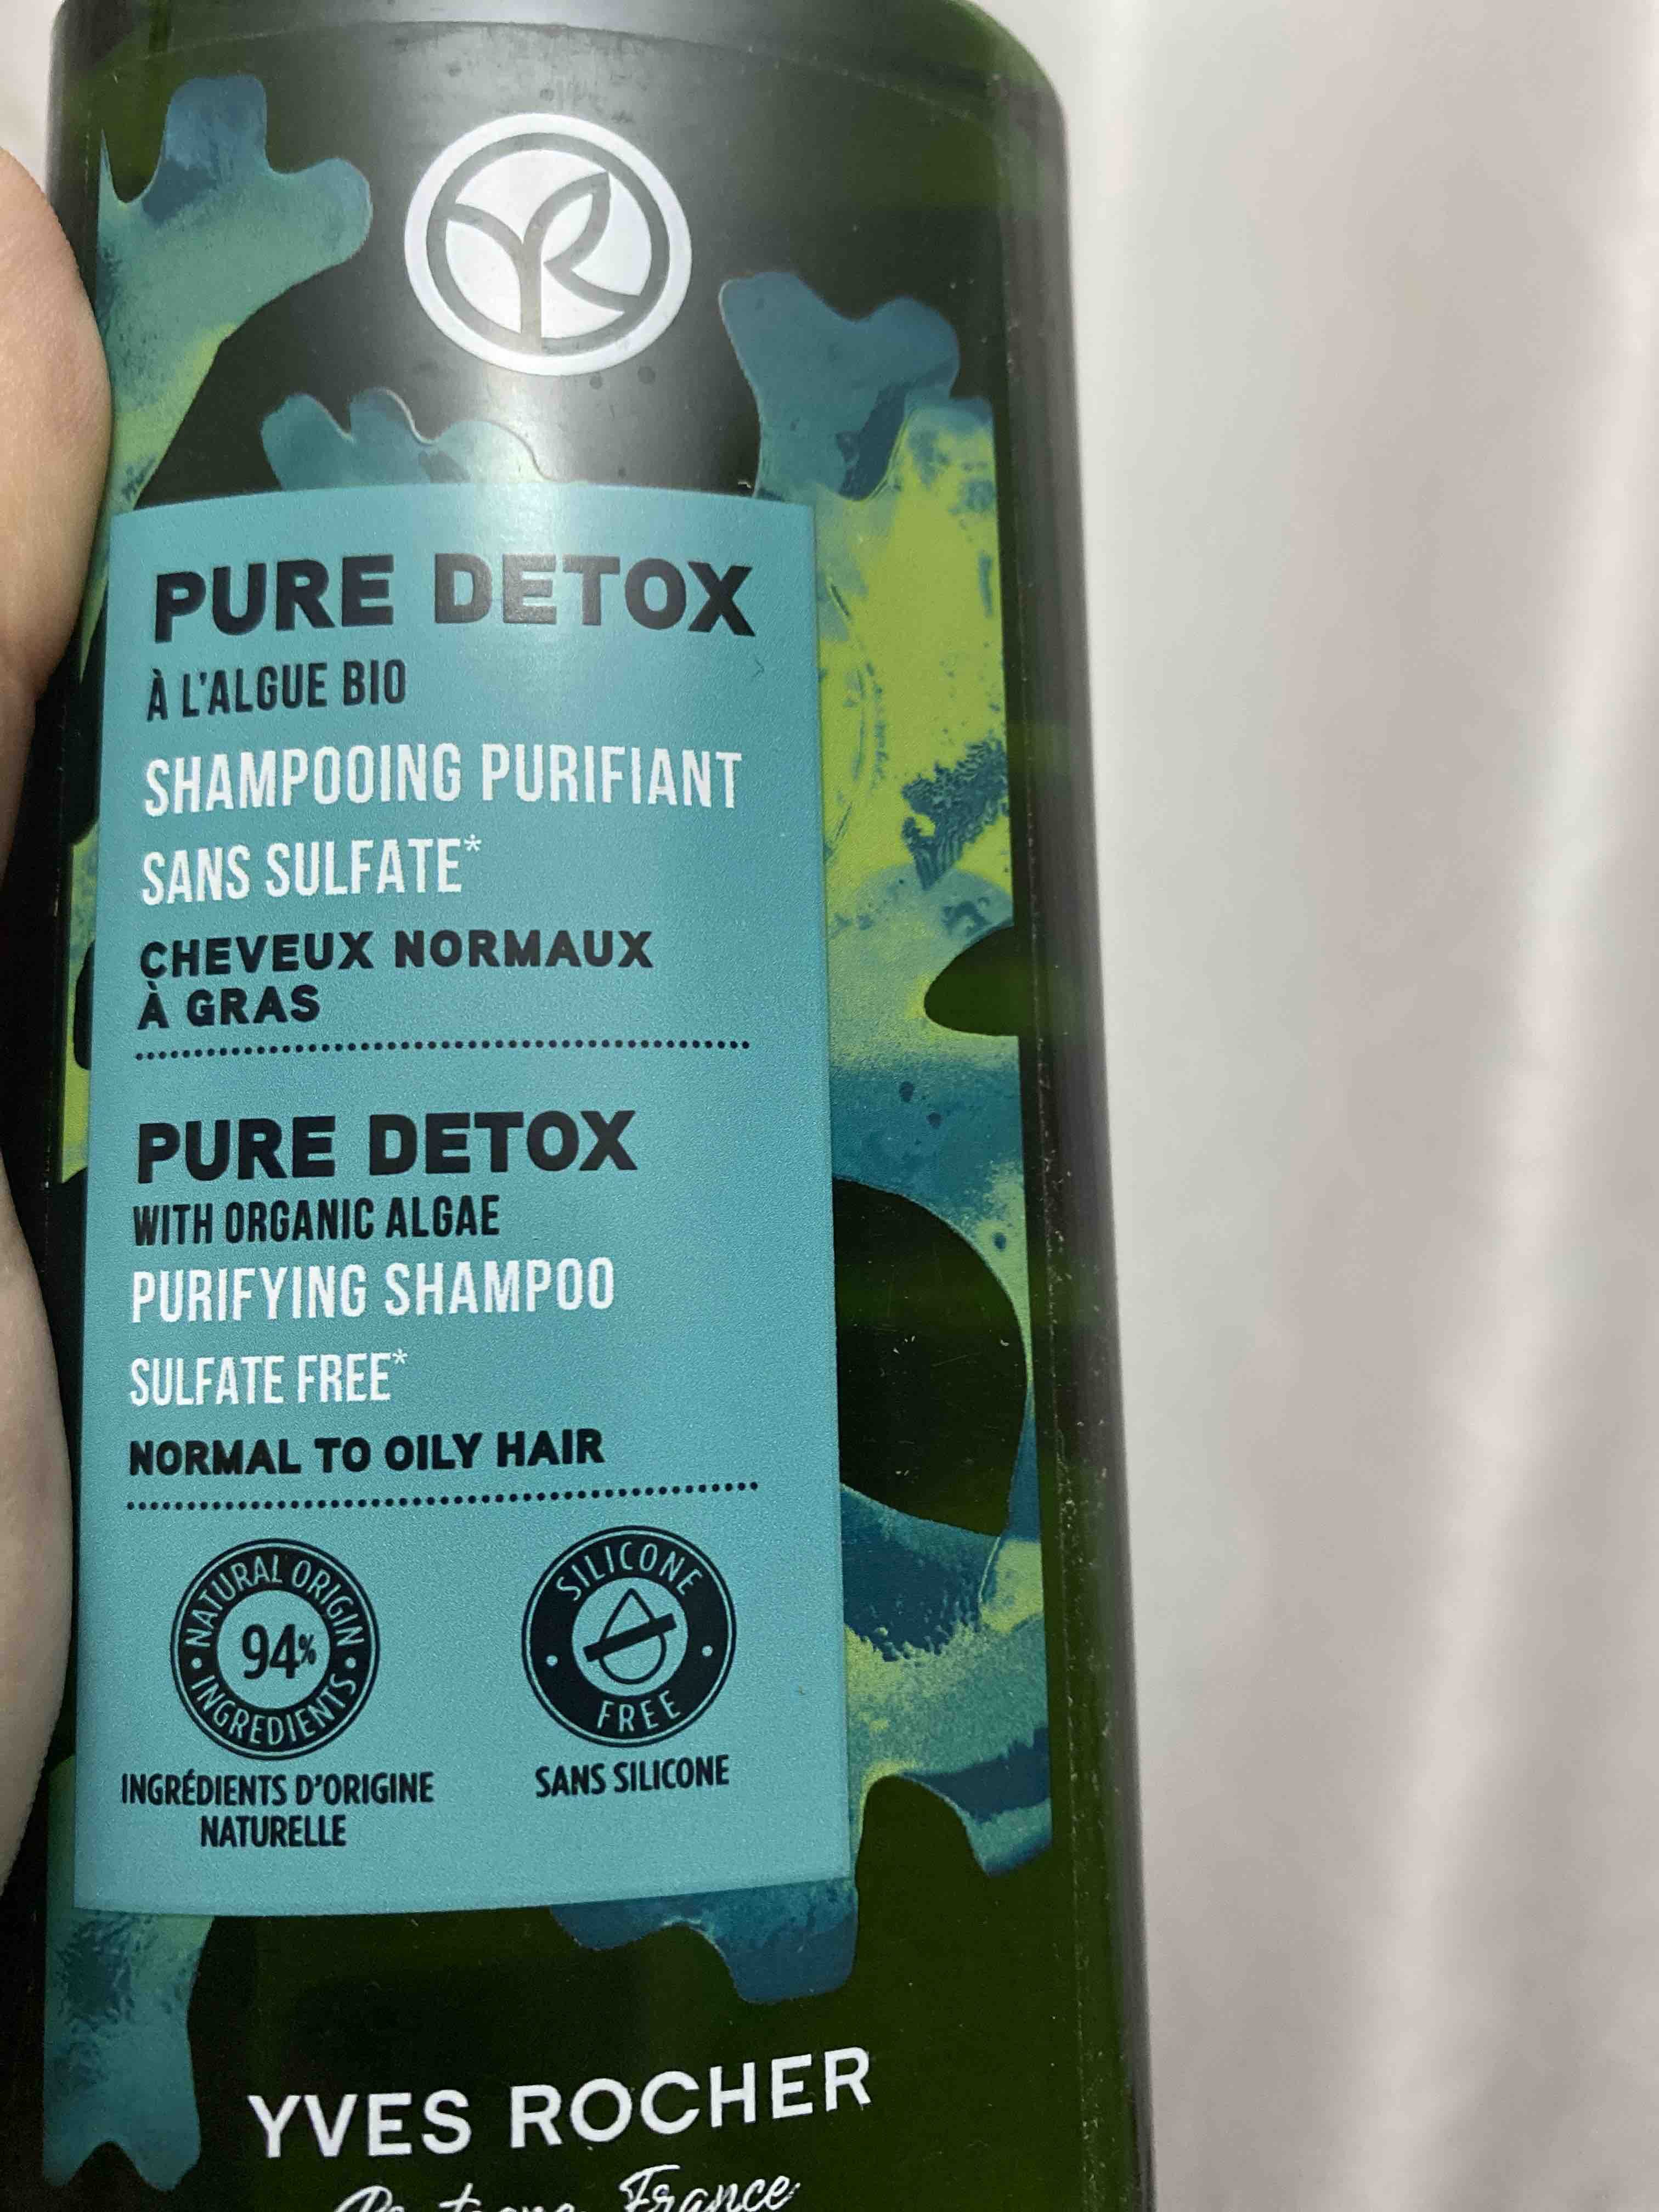 PURE DETOX
À L'ALGUE BIO
SHAMPOOING PURIFIANT
SANS SULFATE*
CHEVEUX NORMAUX
À GRAS
PURE DETOX
WITH ORGANIC ALGAE
PURIFYING SHAMPOO
SULFATE FREE*
NORMAL TO OILY HAIR
NATURAL ORIGIN
94%
INGREDIENTS
INGRÉDIENTS D'ORIGINE
NATURELLE
SILICONE
FREE
SANS SILICONE
YVES ROCHER
France